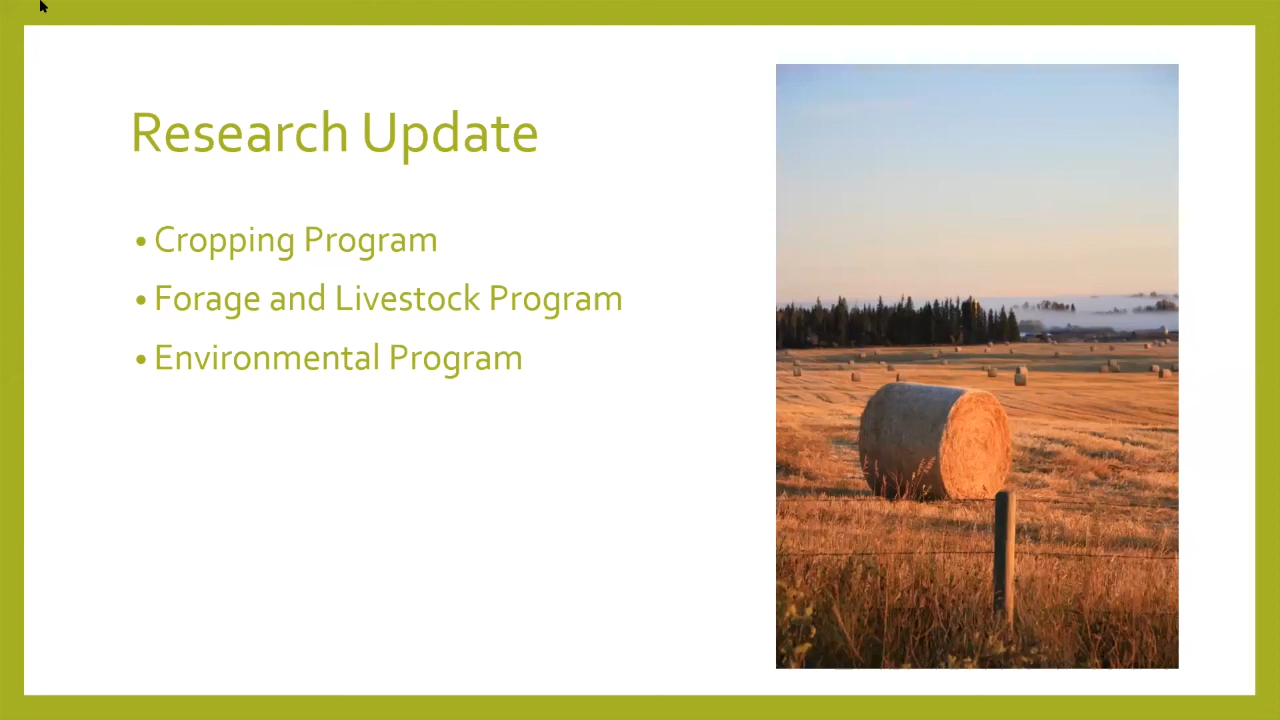 Research Update
• Cropping Program
• Forage and Livestock Program
• Environmental Program